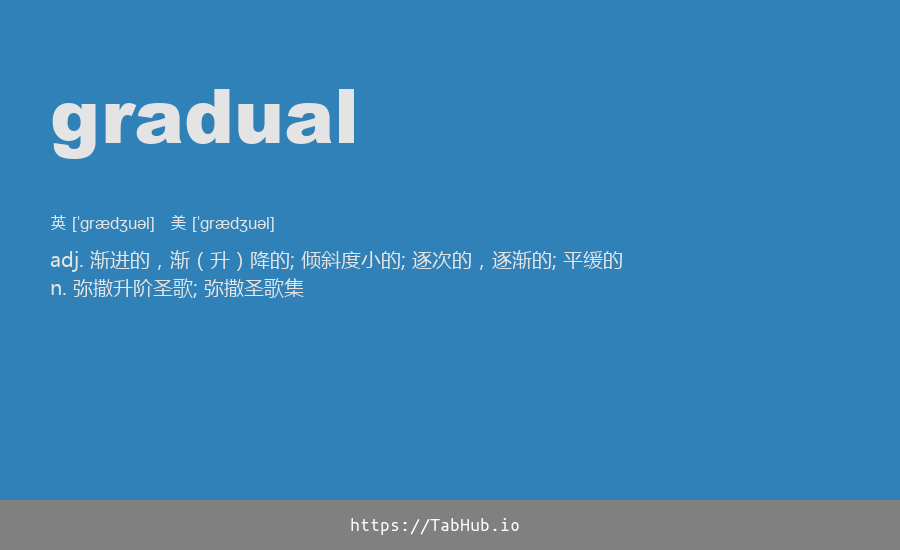 gradual
英 [ˈgrædʒuəl] 美 [ˈgrædʒuəl]
adj. 渐进的，渐（升）降的; 倾斜度小的; 逐次的，逐渐的; 平缓的
n. 弥撒升阶圣歌; 弥撒圣歌集
https://TabHub.io